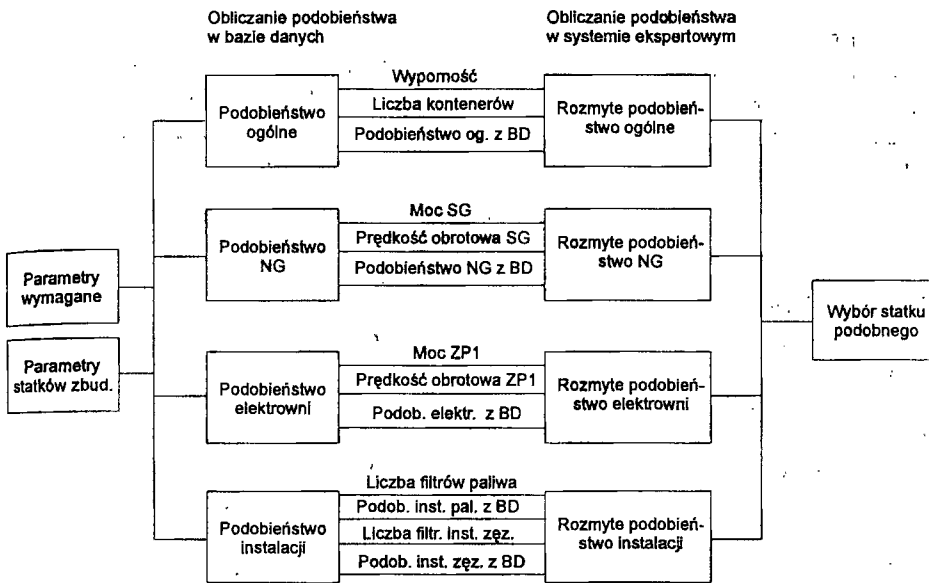 Obliczanie podobieństwa
w bazie danych
Obliczanie podobieństwa
w systemie ekspertowym
Parametry
wymagane
Parametry
statków zbud.
Podobieństwo
ogólne
Wyporność
Liczba kontenerów
Podobieństwo og. z BD
Rozmyte podobień-
stwo ogólne
Podobieństwo
NG
Moc SG
Prędkość obrotowa SG
Podobieństwo NG z BD
Rozmyte podobień-
stwo NG
Podobieństwo
elektrowni
Moc ZP1
Prędkość obrotowa ZP1
Podob. elektr. z BD
Rozmyte podobień-
stwo elektrowni
Podobieństwo
instalacji
Liczba filtrów paliwa
Podob. inst. pal. z BD
Liczba filtr. inst. zęz.
Podob. inst. zęz. z BD
Rozmyte podobień-
stwo instalacji
Wybór statku
podobnego